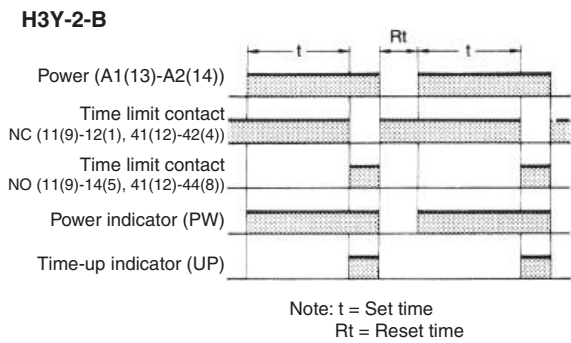 H3Y-2-B
Rt
t
t
Power (A1(13)-A2(14))
Time limit contact
NC (11(9)-12(1), 41(12)-42(4))
Time limit contact
NO (11(9)-14(5), 41(12)-44(8))
Power indicator (PW)
Time-up indicator (UP)
Note: t = Set time
Rt = Reset time